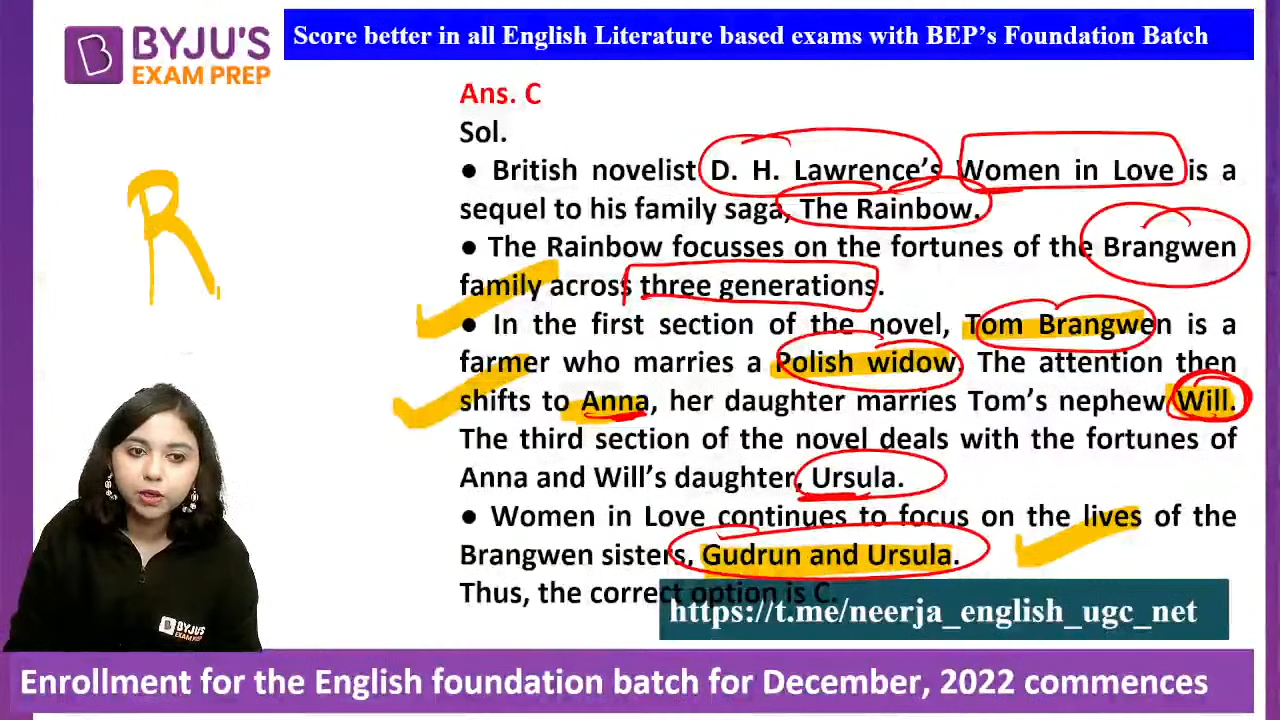 BYJU'S
EXAM PREP
Score better in all English Literature based exams with BEP's Foundation Batch
Ans. C
Sol.
● British novelist D. H. Lawrence's Women in Love is a
sequel to his family saga, The Rainbow.
● The Rainbow focusses on the fortunes of the Brangwen
family across three generations.
● In the first section of the novel, Tom Brangwen is a
farmer who marries a Polish widow. The attention then
shifts to Anna, her daughter marries Tom's nephew Will.
The third section of the novel deals with the fortunes of
Anna and Will's daughter, Ursula.
● Women in Love continues to focus on the lives of the
Brangwen sisters, Gudrun and Ursula.
Thus, the correct option is C.
https://t.me/neerja_english_ugc_net
R
BYJU'S
EXAM PREP
Enrollment for the English foundation batch for December, 2022 commences